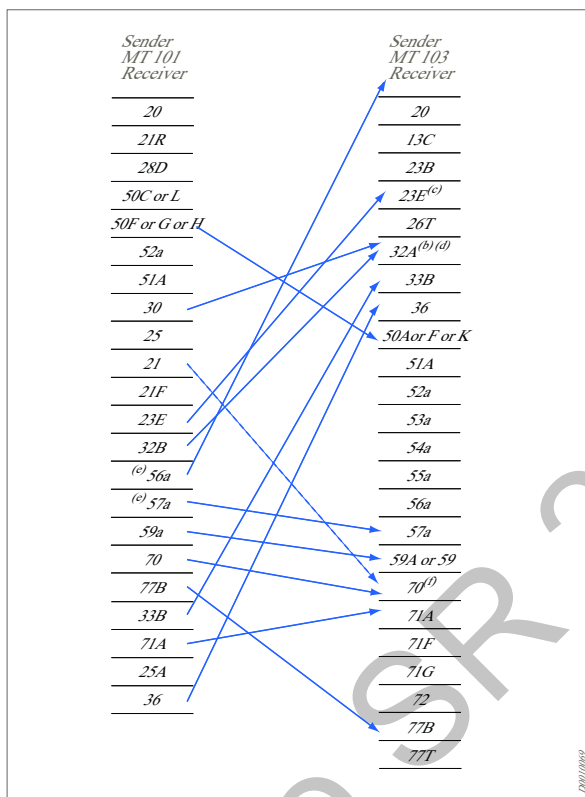 Sender
MT 101
Receiver
20
21R
28D
50C or L
50F or G or H
52a
51A
30
25
21
21F
23E
32B
(e) 56a
(e) 57a
59a
70
77B
33B
71A
25A
36
Sender
MT 103
Receiver
20
13C
23B
23E(c)
26T
32A(b) (d)
33B
36
50Aor F or K
51A
52a
53a
54a
55a
56a
57a
59A or 59
70(f)
71A
71F
71G
72
77B
77T
SR
D0010069